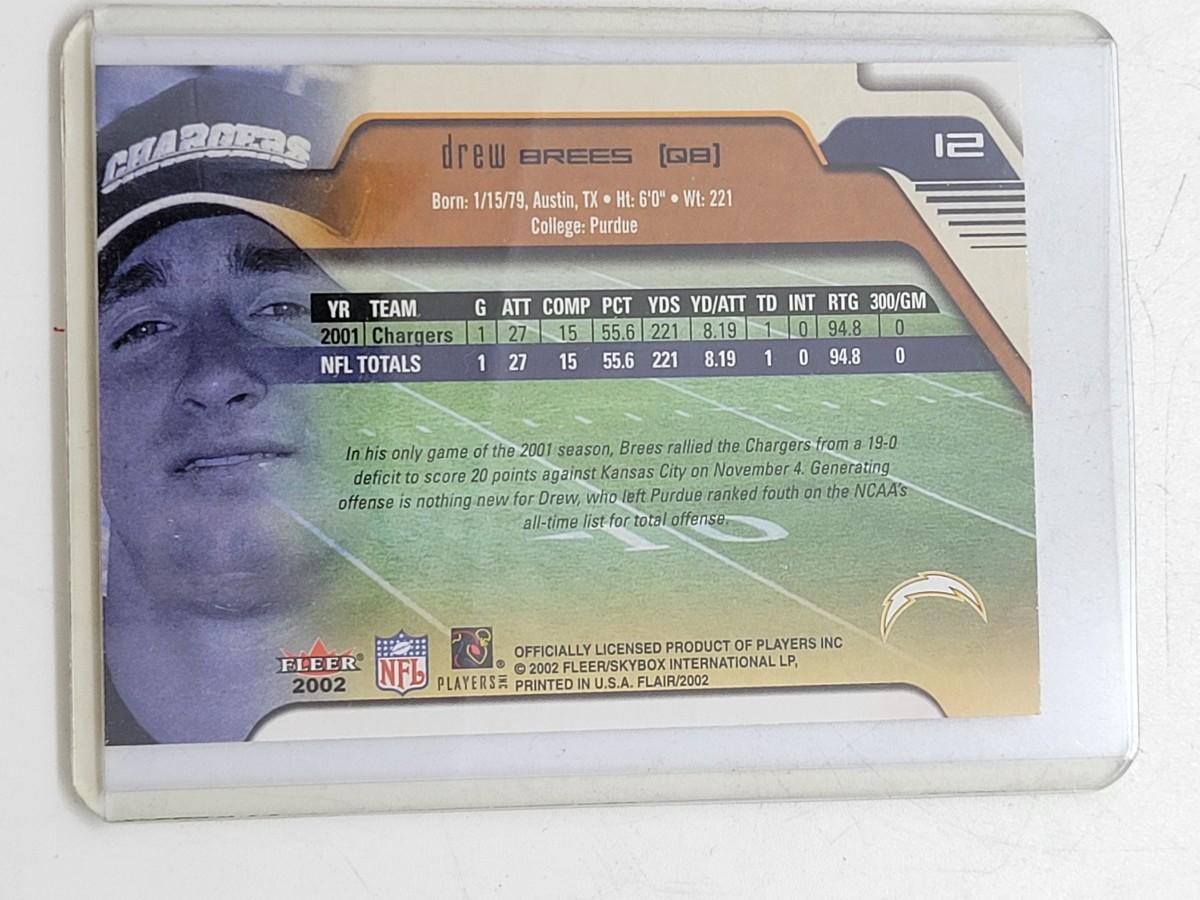 CHARGERS
12
drew BREES [QB]
Born: 1/15/79, Austin, TX • Ht: 6'0" • Wt: 221
College: Purdue
YR TEAM G ATT COMP PCT YDS YD/ATT TD INT RTG 300/GM
2001 Chargers 1 27 15 55.6 221 8.19 1 0 94.8 0
NFL TOTALS 1 27 15 55.6 221 8.19 1 0 94.8 0
In his only game of the 2001 season, Brees rallied the Chargers from a 19-0
deficit to score 20 points against Kansas City on November 4. Generating
offense is nothing new for Drew, who left Purdue ranked fouth on the NCAA's
all-time list for total offense.
10
FLEER®
2002
NFL
PLAYERS INC ®
OFFICIALLY LICENSED PRODUCT OF PLAYERS INC
© 2002 FLEER/SKYBOX INTERNATIONAL LP,
PRINTED IN U.S.A. FLAIR/2002